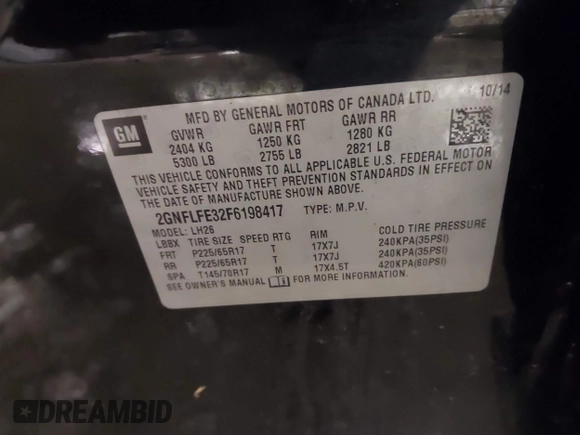 GM
MFD BY GENERAL MOTORS OF CANADA LTD. 10/14
GVWR GAWR FRT GAWR RR
2404 KG 1250 KG 1280 KG
5300 LB 2755 LB 2821 LB
THIS VEHICLE CONFORMS TO ALL APPLICABLE U.S. FEDERAL MOTOR
VEHICLE SAFETY AND THEFT PREVENTION STANDARDS IN EFFECT ON
THE DATE OF MANUFACTURE SHOWN ABOVE.
2GNFLFE32F6198417 TYPE: M.P.V.
MODEL: LH26
LBBX TIRE SIZE SPEED RTG RIM COLD TIRE PRESSURE
FRT P225/65R17 T 17X7J 240KPA(35PSI)
RR P225/65R17 T 17X7J 240KPA(35PSI)
SPA T145/70R17 M 17X4.5T 420KPA(60PSI)
SEE OWNER'S MANUAL FOR MORE INFORMATION.
DREAMBID